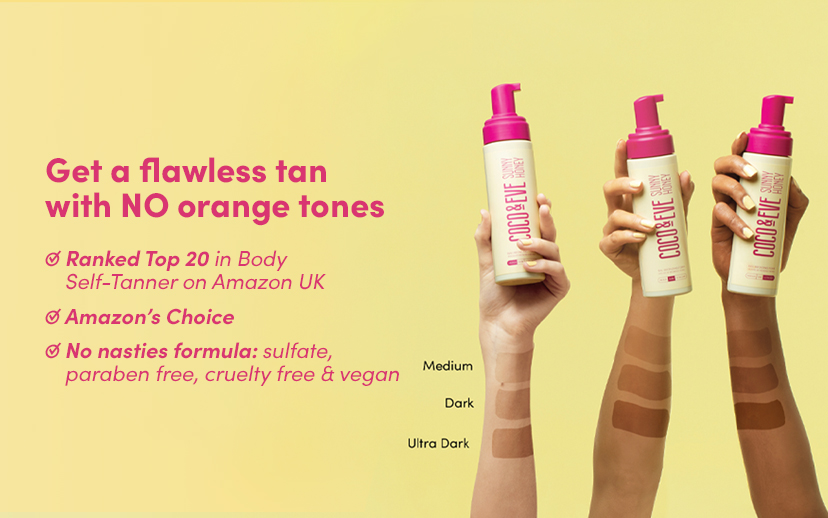 Get a flawless tan
with NO orange tones
Ranked Top 20 in Body
Self-Tanner on Amazon UK
Amazon's Choice
No nasties formula: sulfate,
paraben free, cruelty free & vegan
Medium
Dark
Ultra Dark
COCO & EVE
SUNNY
HONEY
COCO & EVE
SUNNY
HONEY
COCO & EVE
SUNNY
HONEY